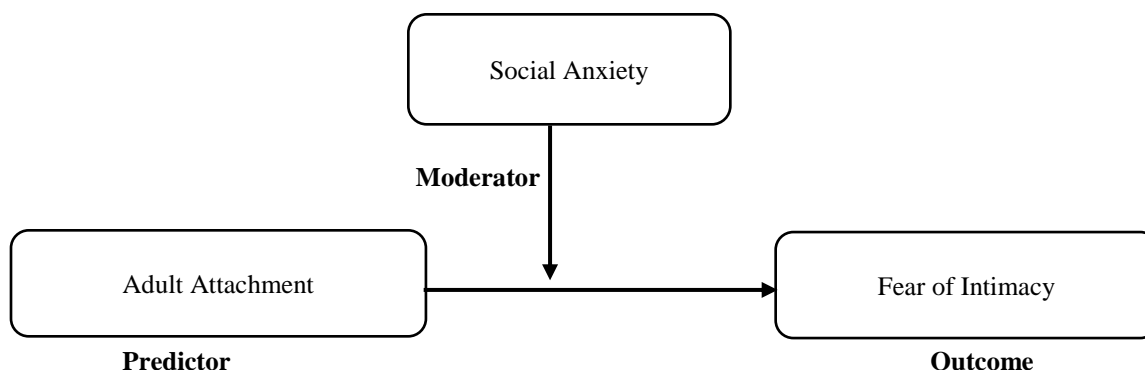 Social Anxiety
Moderator
Adult Attachment
Fear of Intimacy
Predictor
Outcome